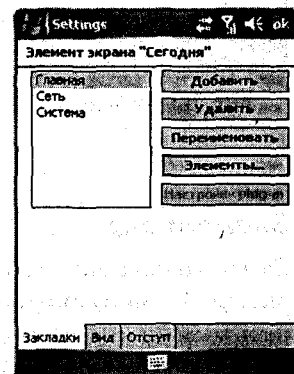 Settings ok
Элемент экрана "Сегодня"
Главная
Сеть
Система
Добавить
Удалить
Переименовать
Элементы...
Закладки Вид Отступ